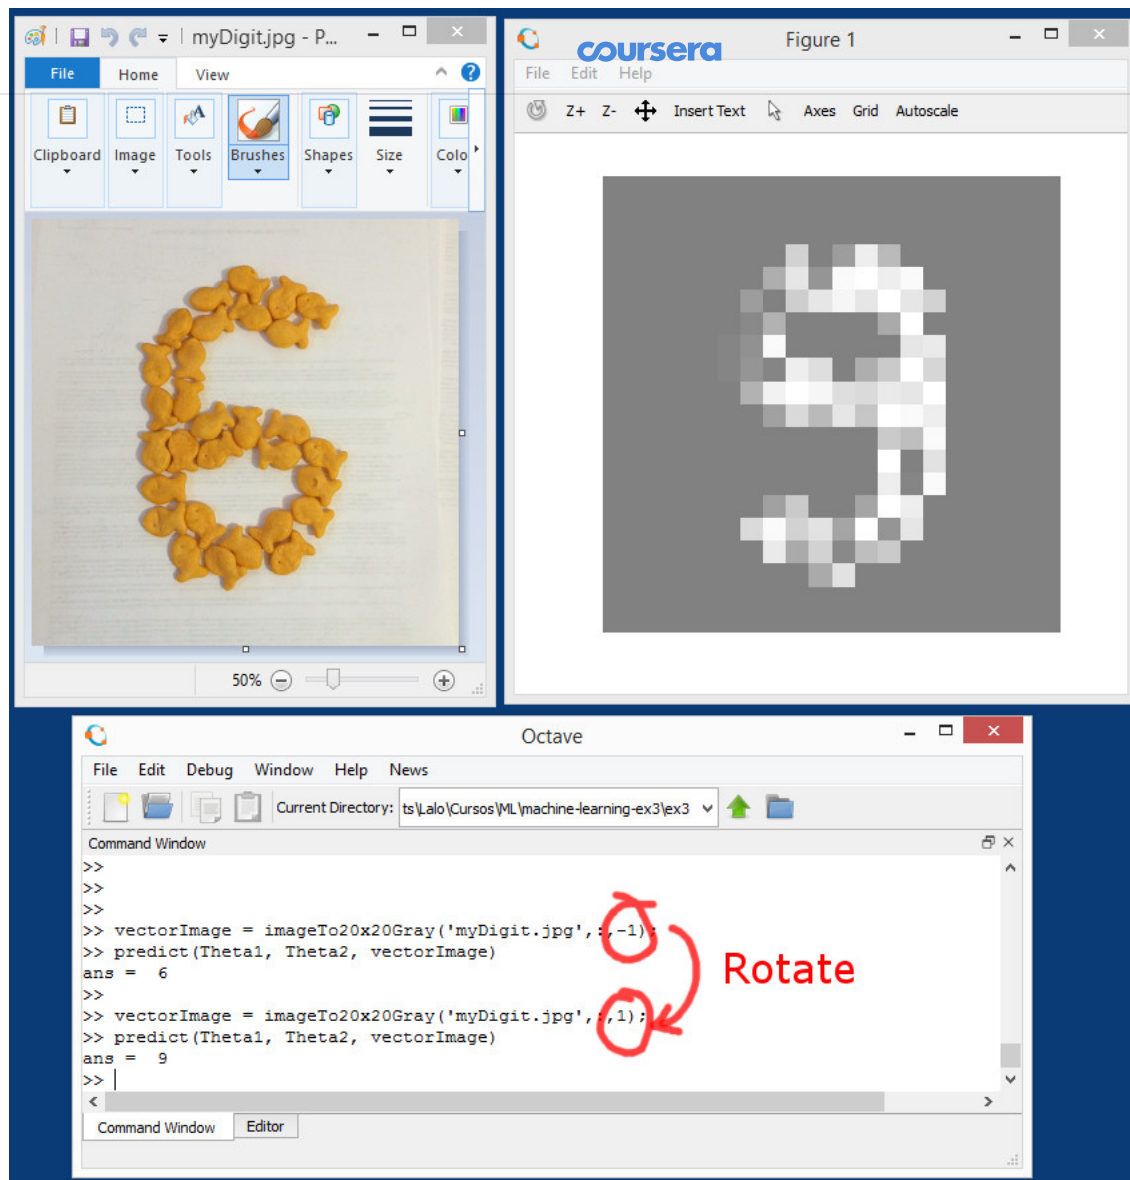 myDigit.jpg - P...
File Home View
Clipboard Image Tools Brushes Shapes Size Colo
50%
coursera
Figure 1
File Edit Help
Z+ Z- Insert Text Axes Grid Autoscale
Octave
File Edit Debug Window Help News
Current Directory: ts\Lalo\Cursos\ML\machine-learning-ex3\ex3
Command Window
>>
>>
>>
>> vectorImage = imageTo20x20Gray('myDigit.jpg',:,-1);
>> predict(Theta1, Theta2, vectorImage)
ans = 6
>>
>> vectorImage = imageTo20x20Gray('myDigit.jpg',:,1);
>> predict(Theta1, Theta2, vectorImage)
ans = 9
>>
Rotate
Command Window Editor